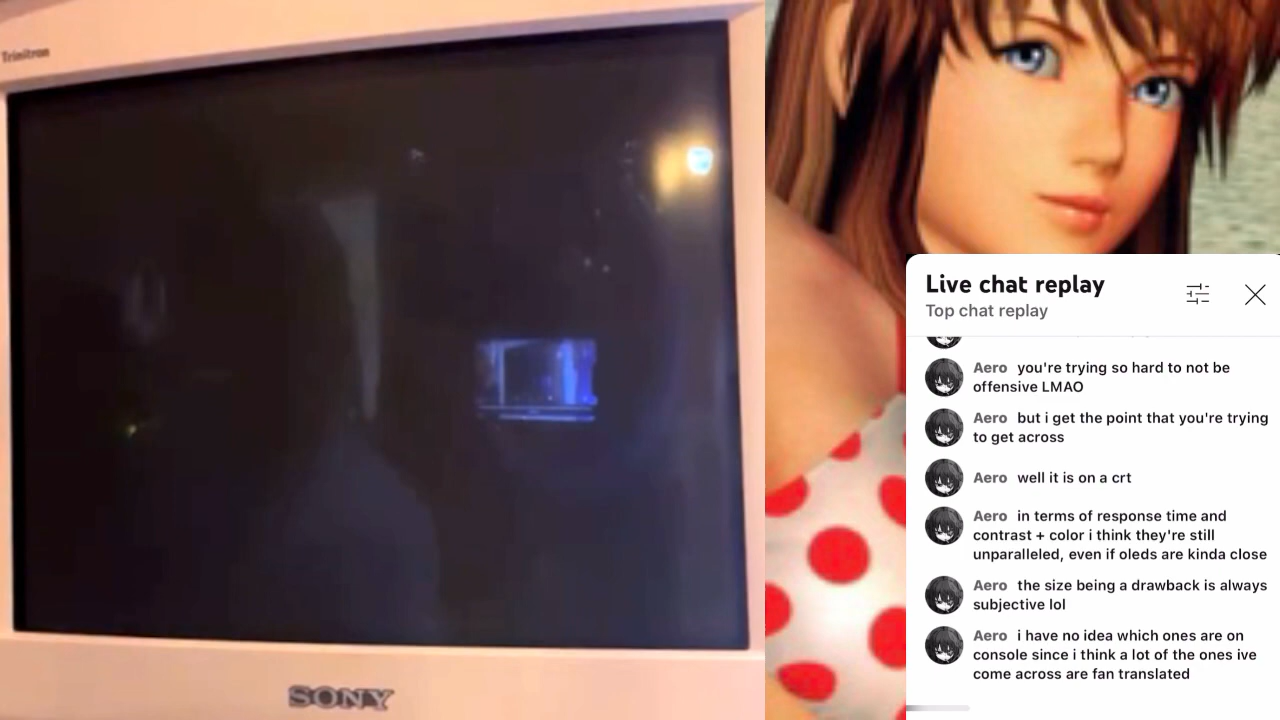 Trinitron
SONY
Live chat replay
Top chat replay
Aero you're trying so hard to not be
offensive LMAO
Aero but i get the point that you're trying
to get across
Aero well it is on a crt
Aero in terms of response time and
contrast + color i think they're still
unparalleled, even if oleds are kinda close
Aero the size being a drawback is always
subjective lol
Aero i have no idea which ones are on
console since i think a lot of the ones ive
come across are fan translated